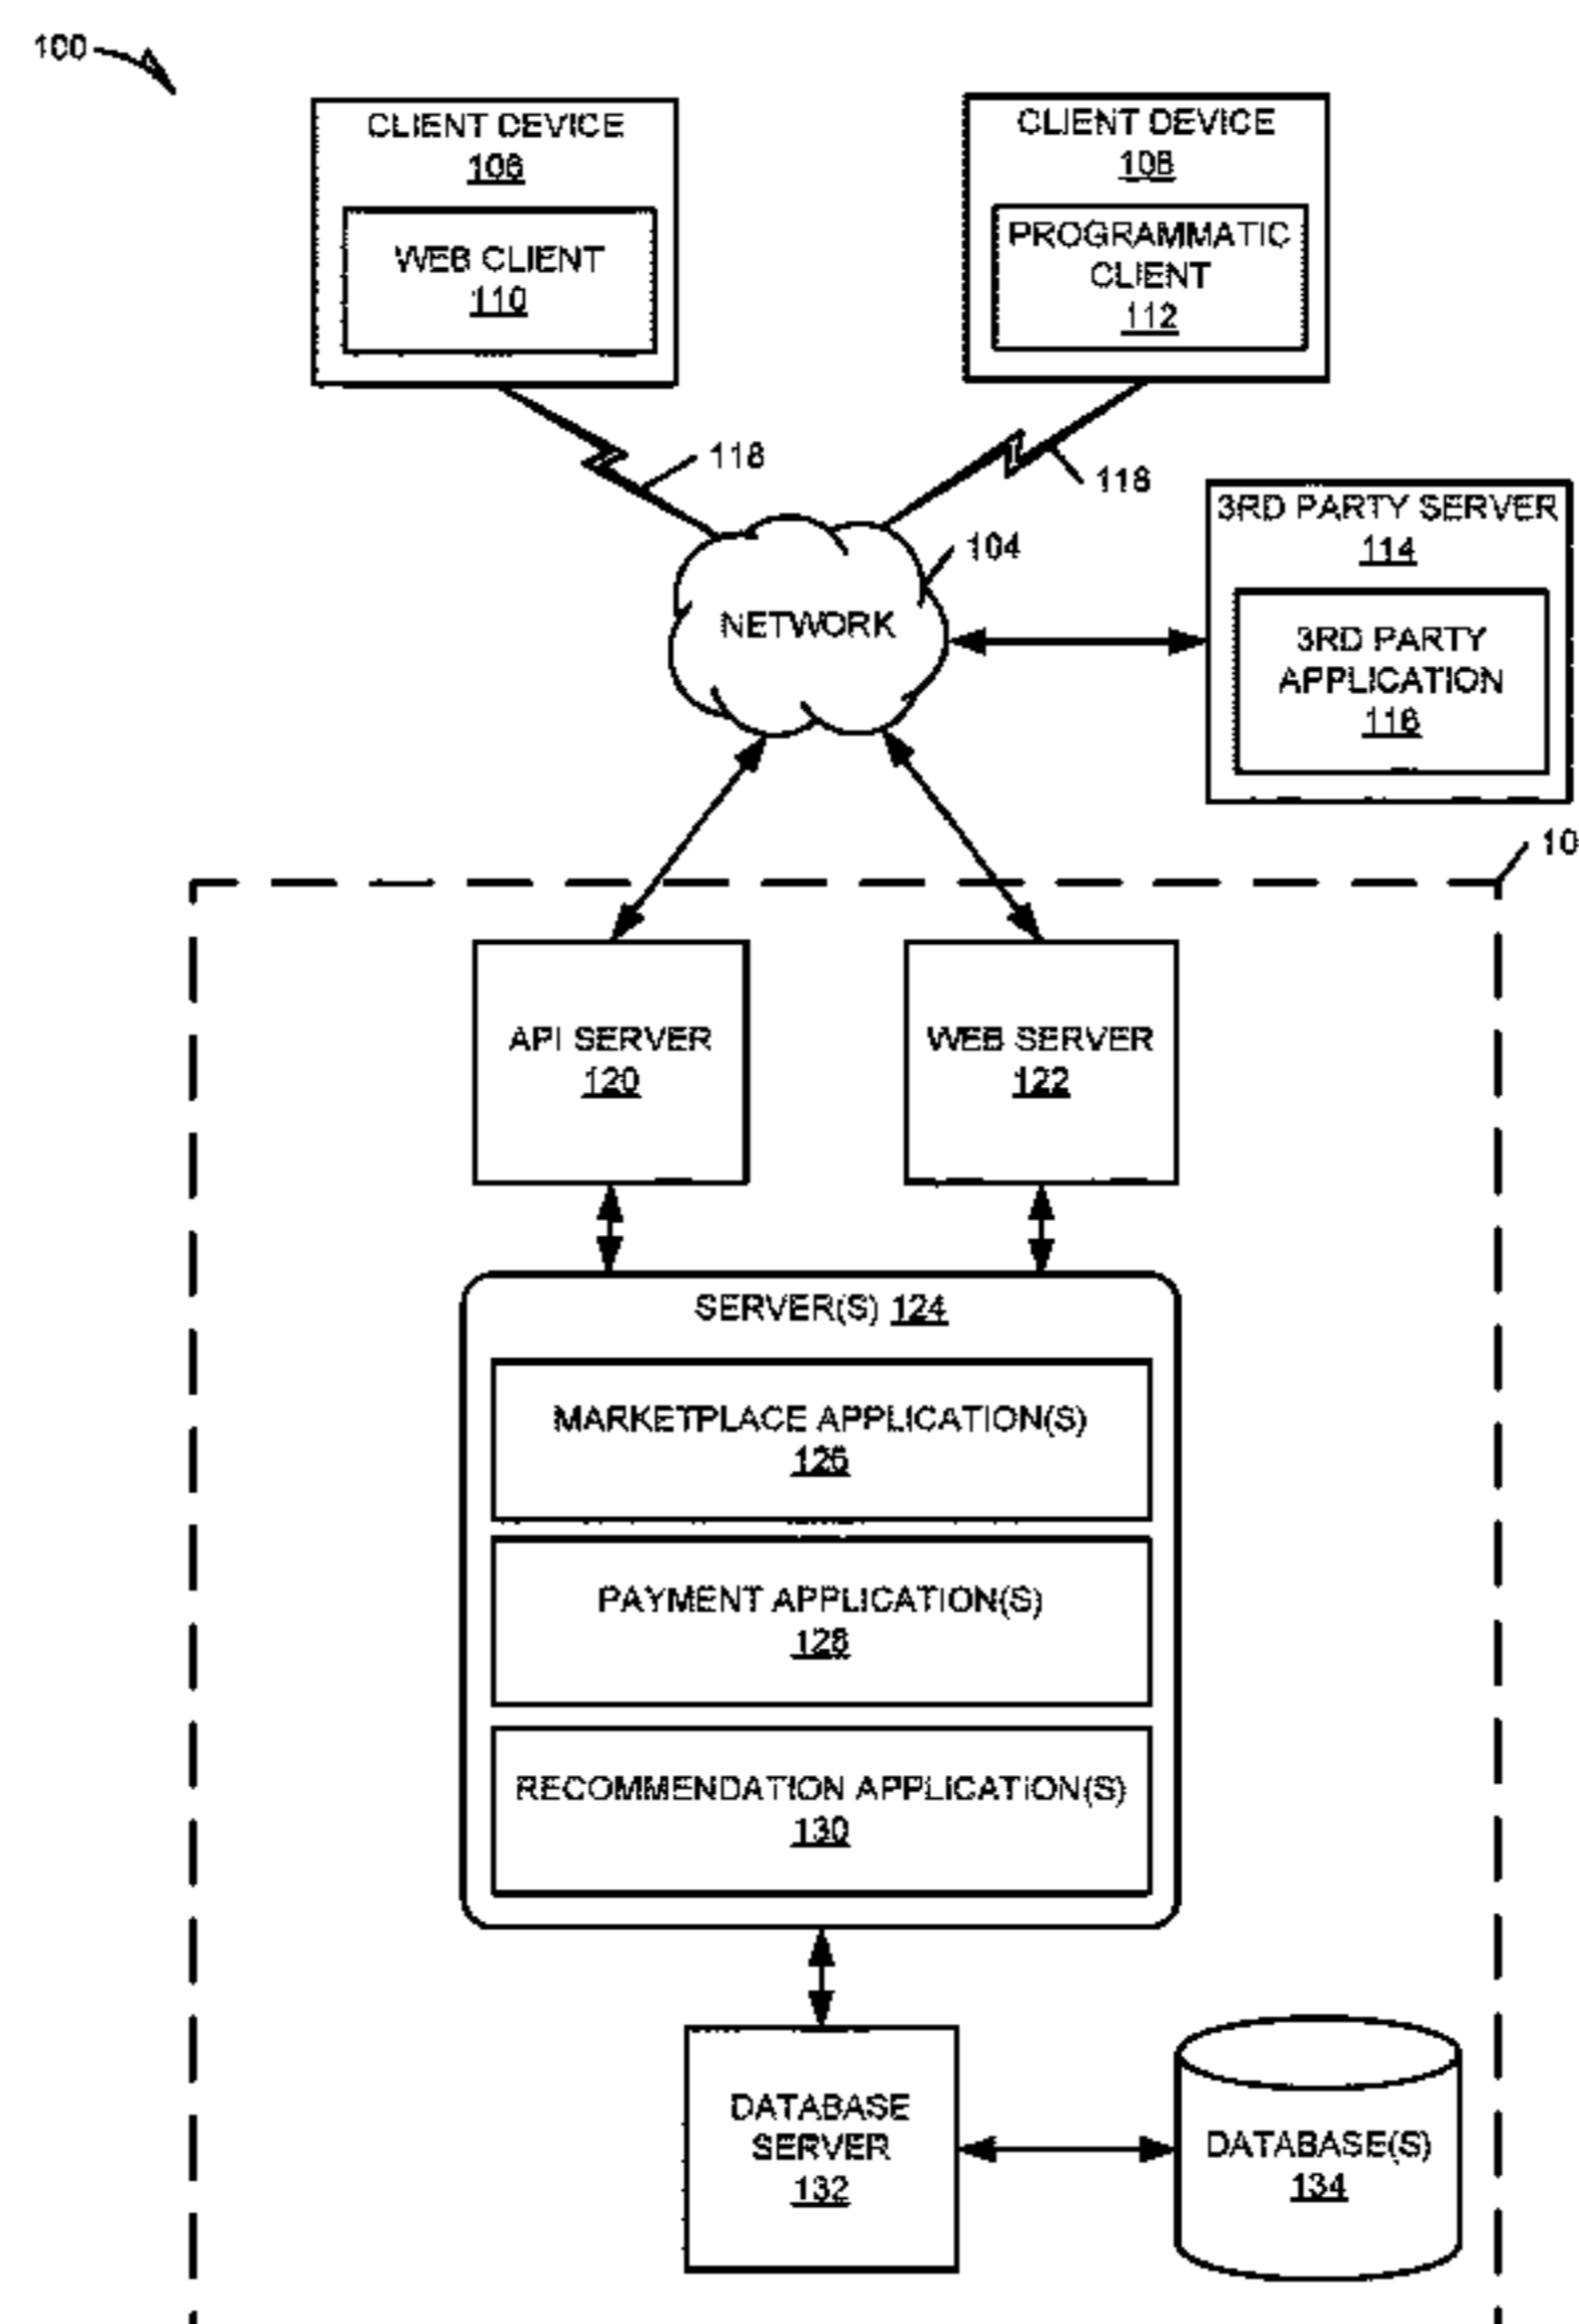 100
CLIENT DEVICE
106
WEB CLIENT
110
CLIENT DEVICE
108
PROGRAMMATIC
CLIENT
112
118
118
104
NETWORK
3RD PARTY SERVER
114
3RD PARTY
APPLICATION
116
10
API SERVER
120
WEB SERVER
122
SERVER(S) 124
MARKETPLACE APPLICATION(S)
126
PAYMENT APPLICATION(S)
128
RECOMMENDATION APPLICATION(S)
130
DATABASE
SERVER
132
DATABASE(S)
134